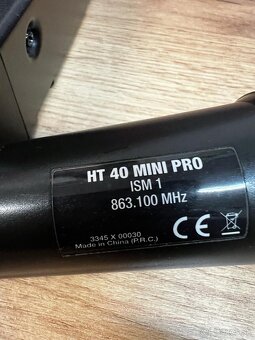 HT 40 MINI PRO
ISM 1
863.100 MHz
3345 X 00030
Made in China (P.R.C.)
CE